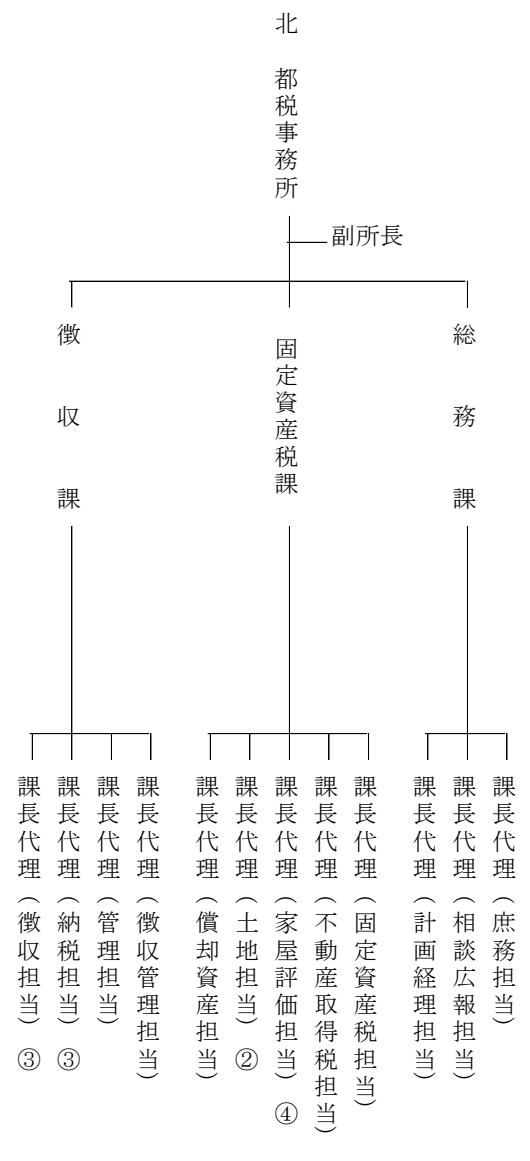 北都税事務所
副所長
総務課
固定資産税課
徴収課
課長代理（庶務担当）
課長代理（相談広報担当）
課長代理（計画経理担当）
課長代理（固定資産税担当）
課長代理（不動産取得税担当）
課長代理（家屋評価担当）④
課長代理（土地担当）②
課長代理（償却資産担当）
課長代理（徴収管理担当）
課長代理（管理担当）
課長代理（納税担当）③
課長代理（徴収担当）③